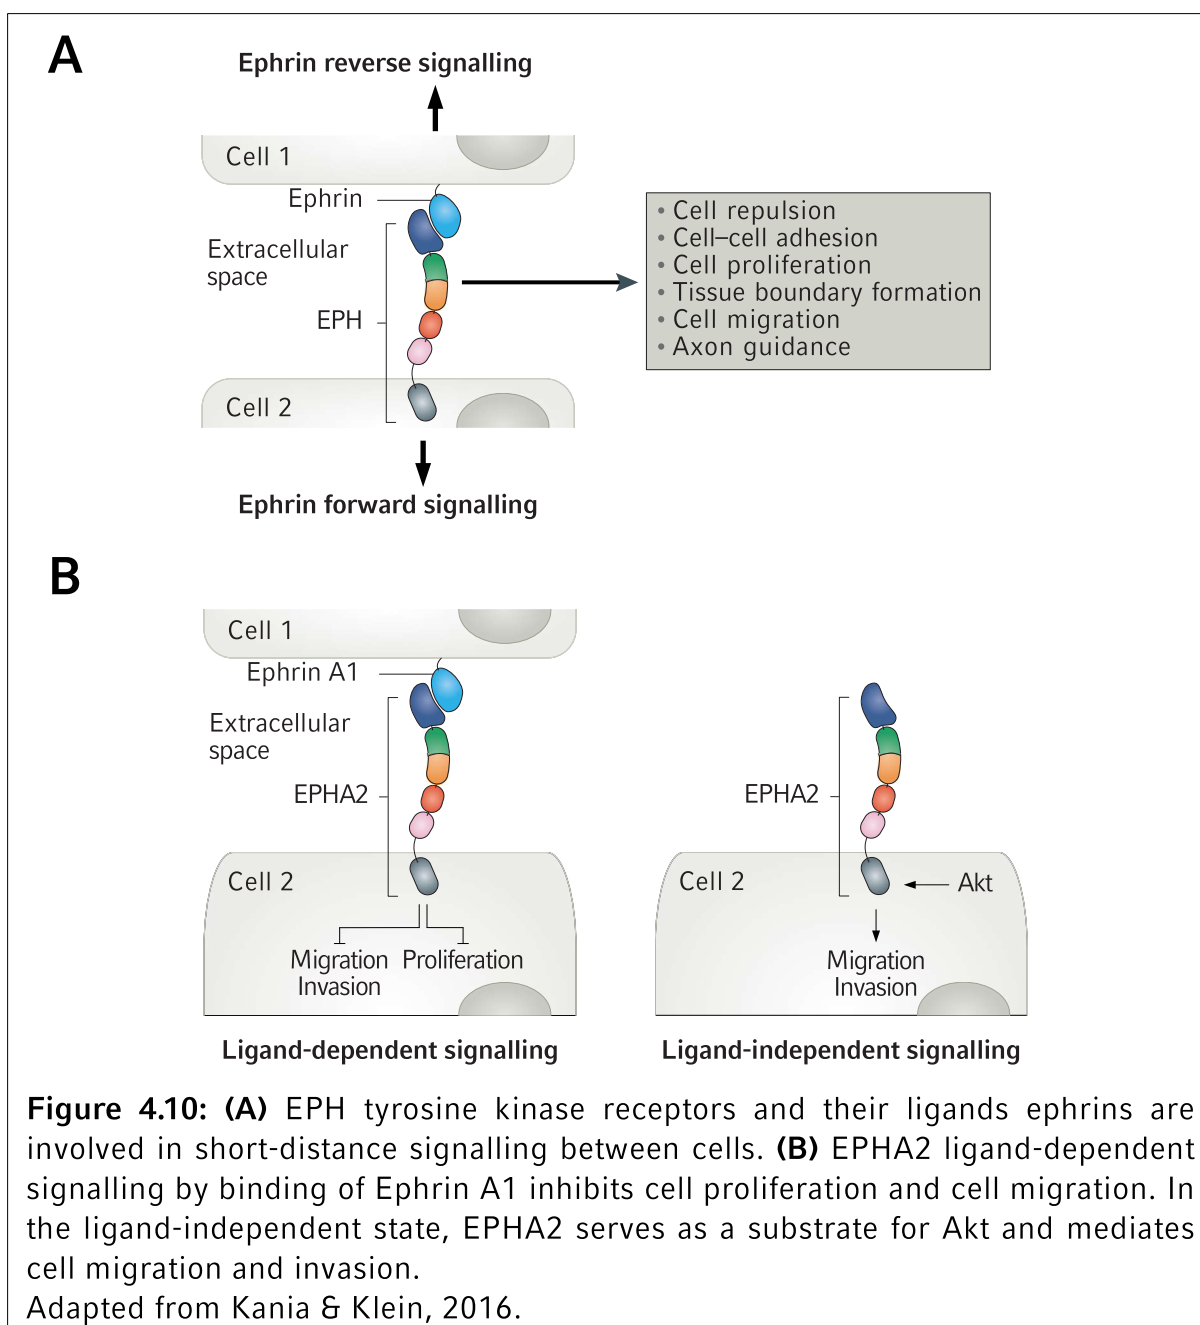 A
Ephrin reverse signalling
Cell 1
Ephrin
Extracellular
space
EPH
Cell 2
• Cell repulsion
• Cell–cell adhesion
• Cell proliferation
• Tissue boundary formation
• Cell migration
• Axon guidance
Ephrin forward signalling
B
Cell 1
Ephrin A1
Extracellular
space
EPHA2
Cell 2
Migration
Invasion
Proliferation
Ligand-dependent signalling
EPHA2
Cell 2
Akt
Migration
Invasion
Ligand-independent signalling
Figure 4.10: (A) EPH tyrosine kinase receptors and their ligands ephrins are
involved in short-distance signalling between cells. (B) EPHA2 ligand-dependent
signalling by binding of Ephrin A1 inhibits cell proliferation and cell migration. In
the ligand-independent state, EPHA2 serves as a substrate for Akt and mediates
cell migration and invasion.
Adapted from Kania & Klein, 2016.